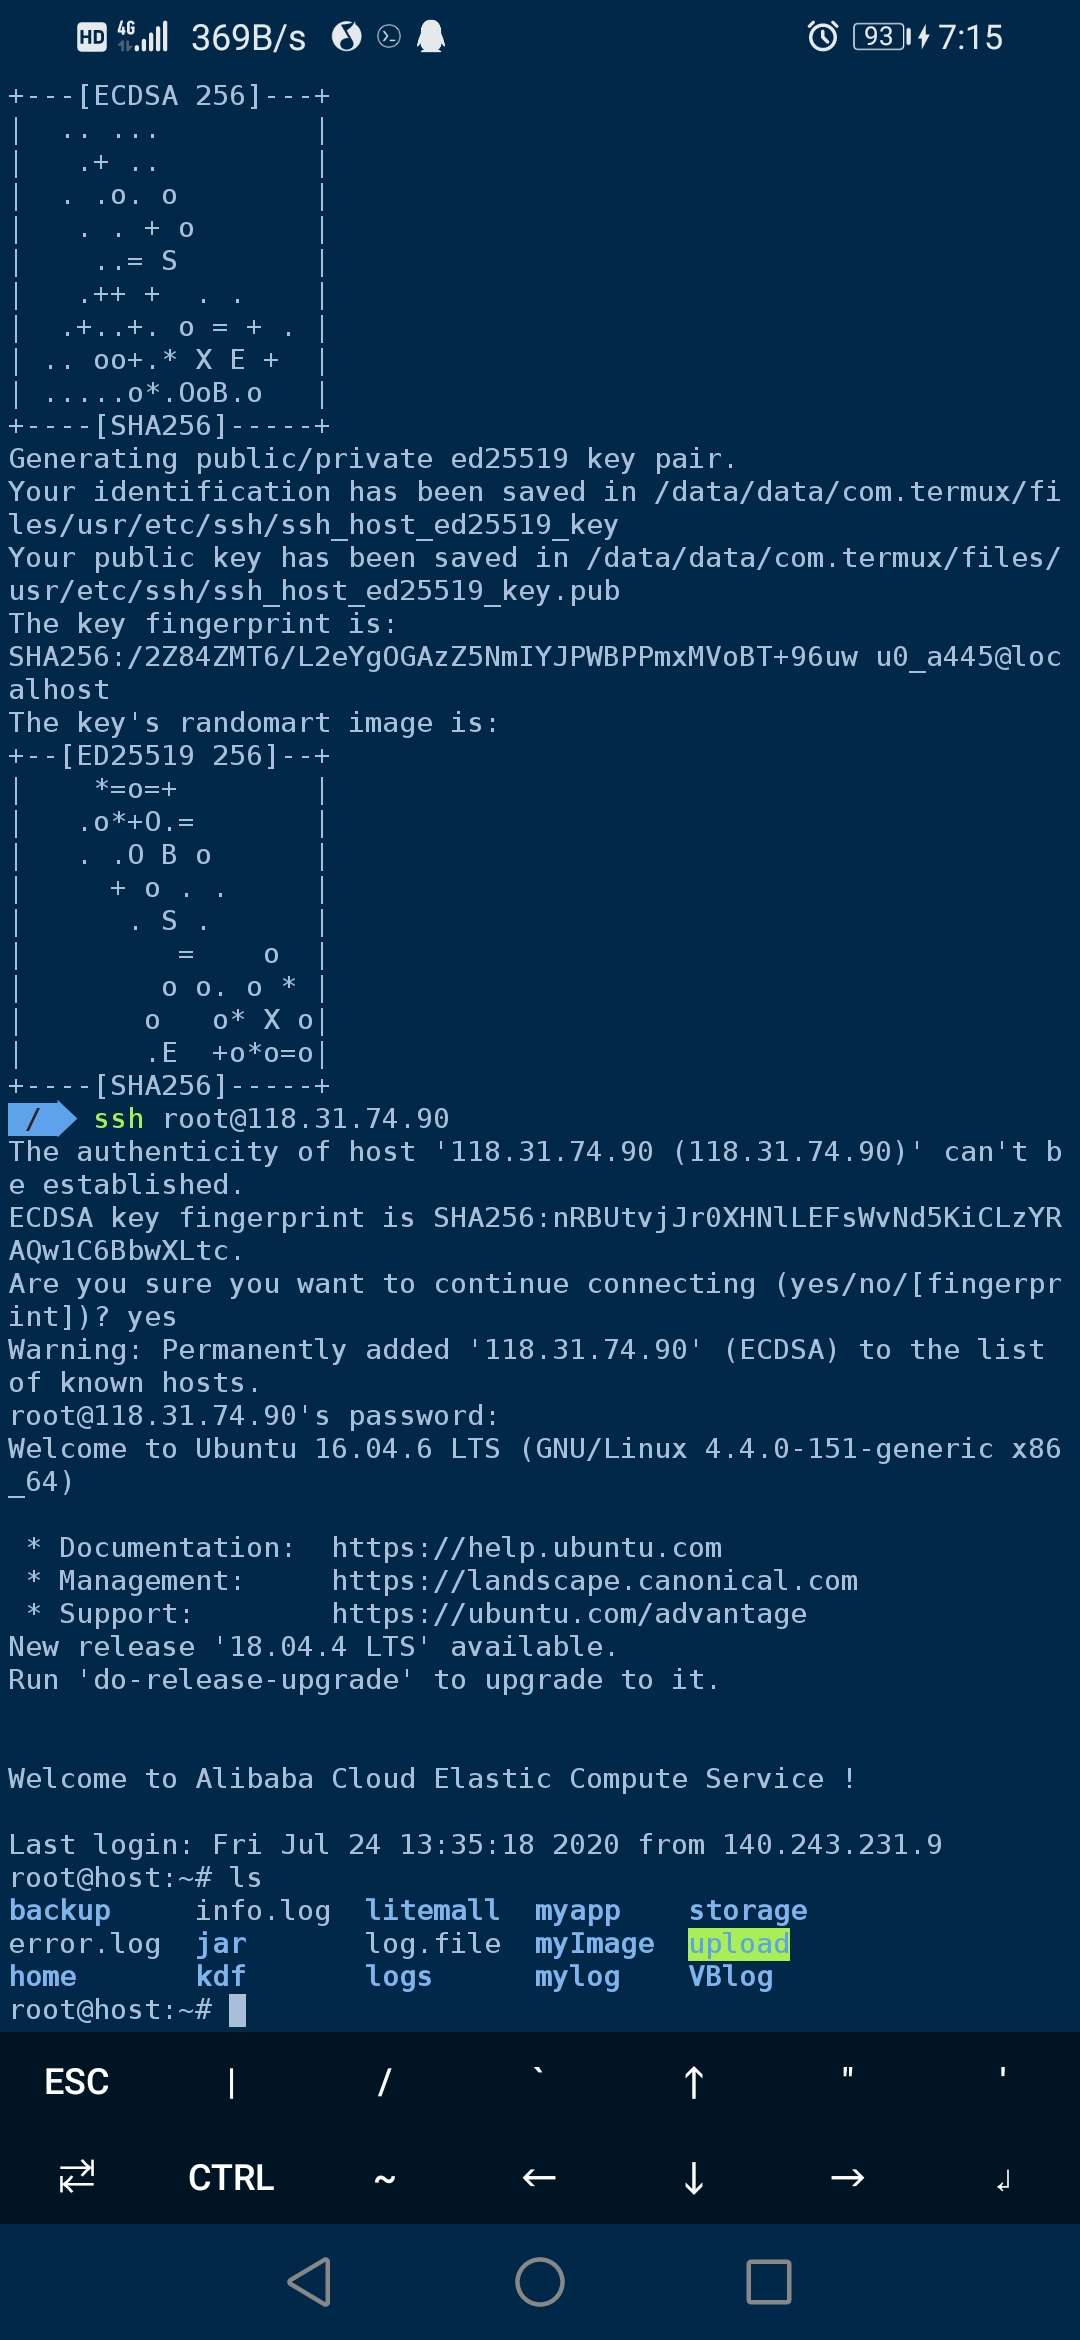 HD 4G 369B/s 93 7:15
+---[ECDSA 256]---+
|  .. ...         |
|   .+ ..         |
|  . .o. o        |
|   . . + o       |
|    ..= S        |
|   .++ +  . .    |
|  .+..+. o = + . |
| .. oo+.* X E +  |
| .....o*.OoB.o   |
+----[SHA256]-----+
Generating public/private ed25519 key pair.
Your identification has been saved in /data/data/com.termux/fi
les/usr/etc/ssh/ssh_host_ed25519_key
Your public key has been saved in /data/data/com.termux/files/
usr/etc/ssh/ssh_host_ed25519_key.pub
The key fingerprint is:
SHA256:/2Z84ZMT6/L2eYgOGAzZ5NmIYJPWBPPmxMVoBT+96uw u0_a445@loc
alhost
The key's randomart image is:
+--[ED25519 256]--+
|    *=o=+        |
|   .o*+O.=       |
|   . .O B o      |
|     + o . .     |
|      . S .      |
|         =    o  |
|        o o. o * |
|       o   o* X o|
|       .E  +o*o=o|
+----[SHA256]-----+
/ ssh root@118.31.74.90
The authenticity of host '118.31.74.90 (118.31.74.90)' can't b
e established.
ECDSA key fingerprint is SHA256:nRBUtvjJr0XHNlLEFsWvNd5KiCLzYR
AQw1C6BbwXLtc.
Are you sure you want to continue connecting (yes/no/[fingerpr
int])? yes
Warning: Permanently added '118.31.74.90' (ECDSA) to the list
of known hosts.
root@118.31.74.90's password:
Welcome to Ubuntu 16.04.6 LTS (GNU/Linux 4.4.0-151-generic x86
_64)
 * Documentation:  https://help.ubuntu.com
 * Management:     https://landscape.canonical.com
 * Support:        https://ubuntu.com/advantage
New release '18.04.4 LTS' available.
Run 'do-release-upgrade' to upgrade to it.
Welcome to Alibaba Cloud Elastic Compute Service !
Last login: Fri Jul 24 13:35:18 2020 from 140.243.231.9
root@host:~# ls
backup     info.log  litemall  myapp    storage
error.log  jar       log.file  myImage  upload
home       kdf       logs      mylog    VBlog
root@host:~#
ESC | / ` ↑ " '
⇄ CTRL ~ ← ↓ → ↲